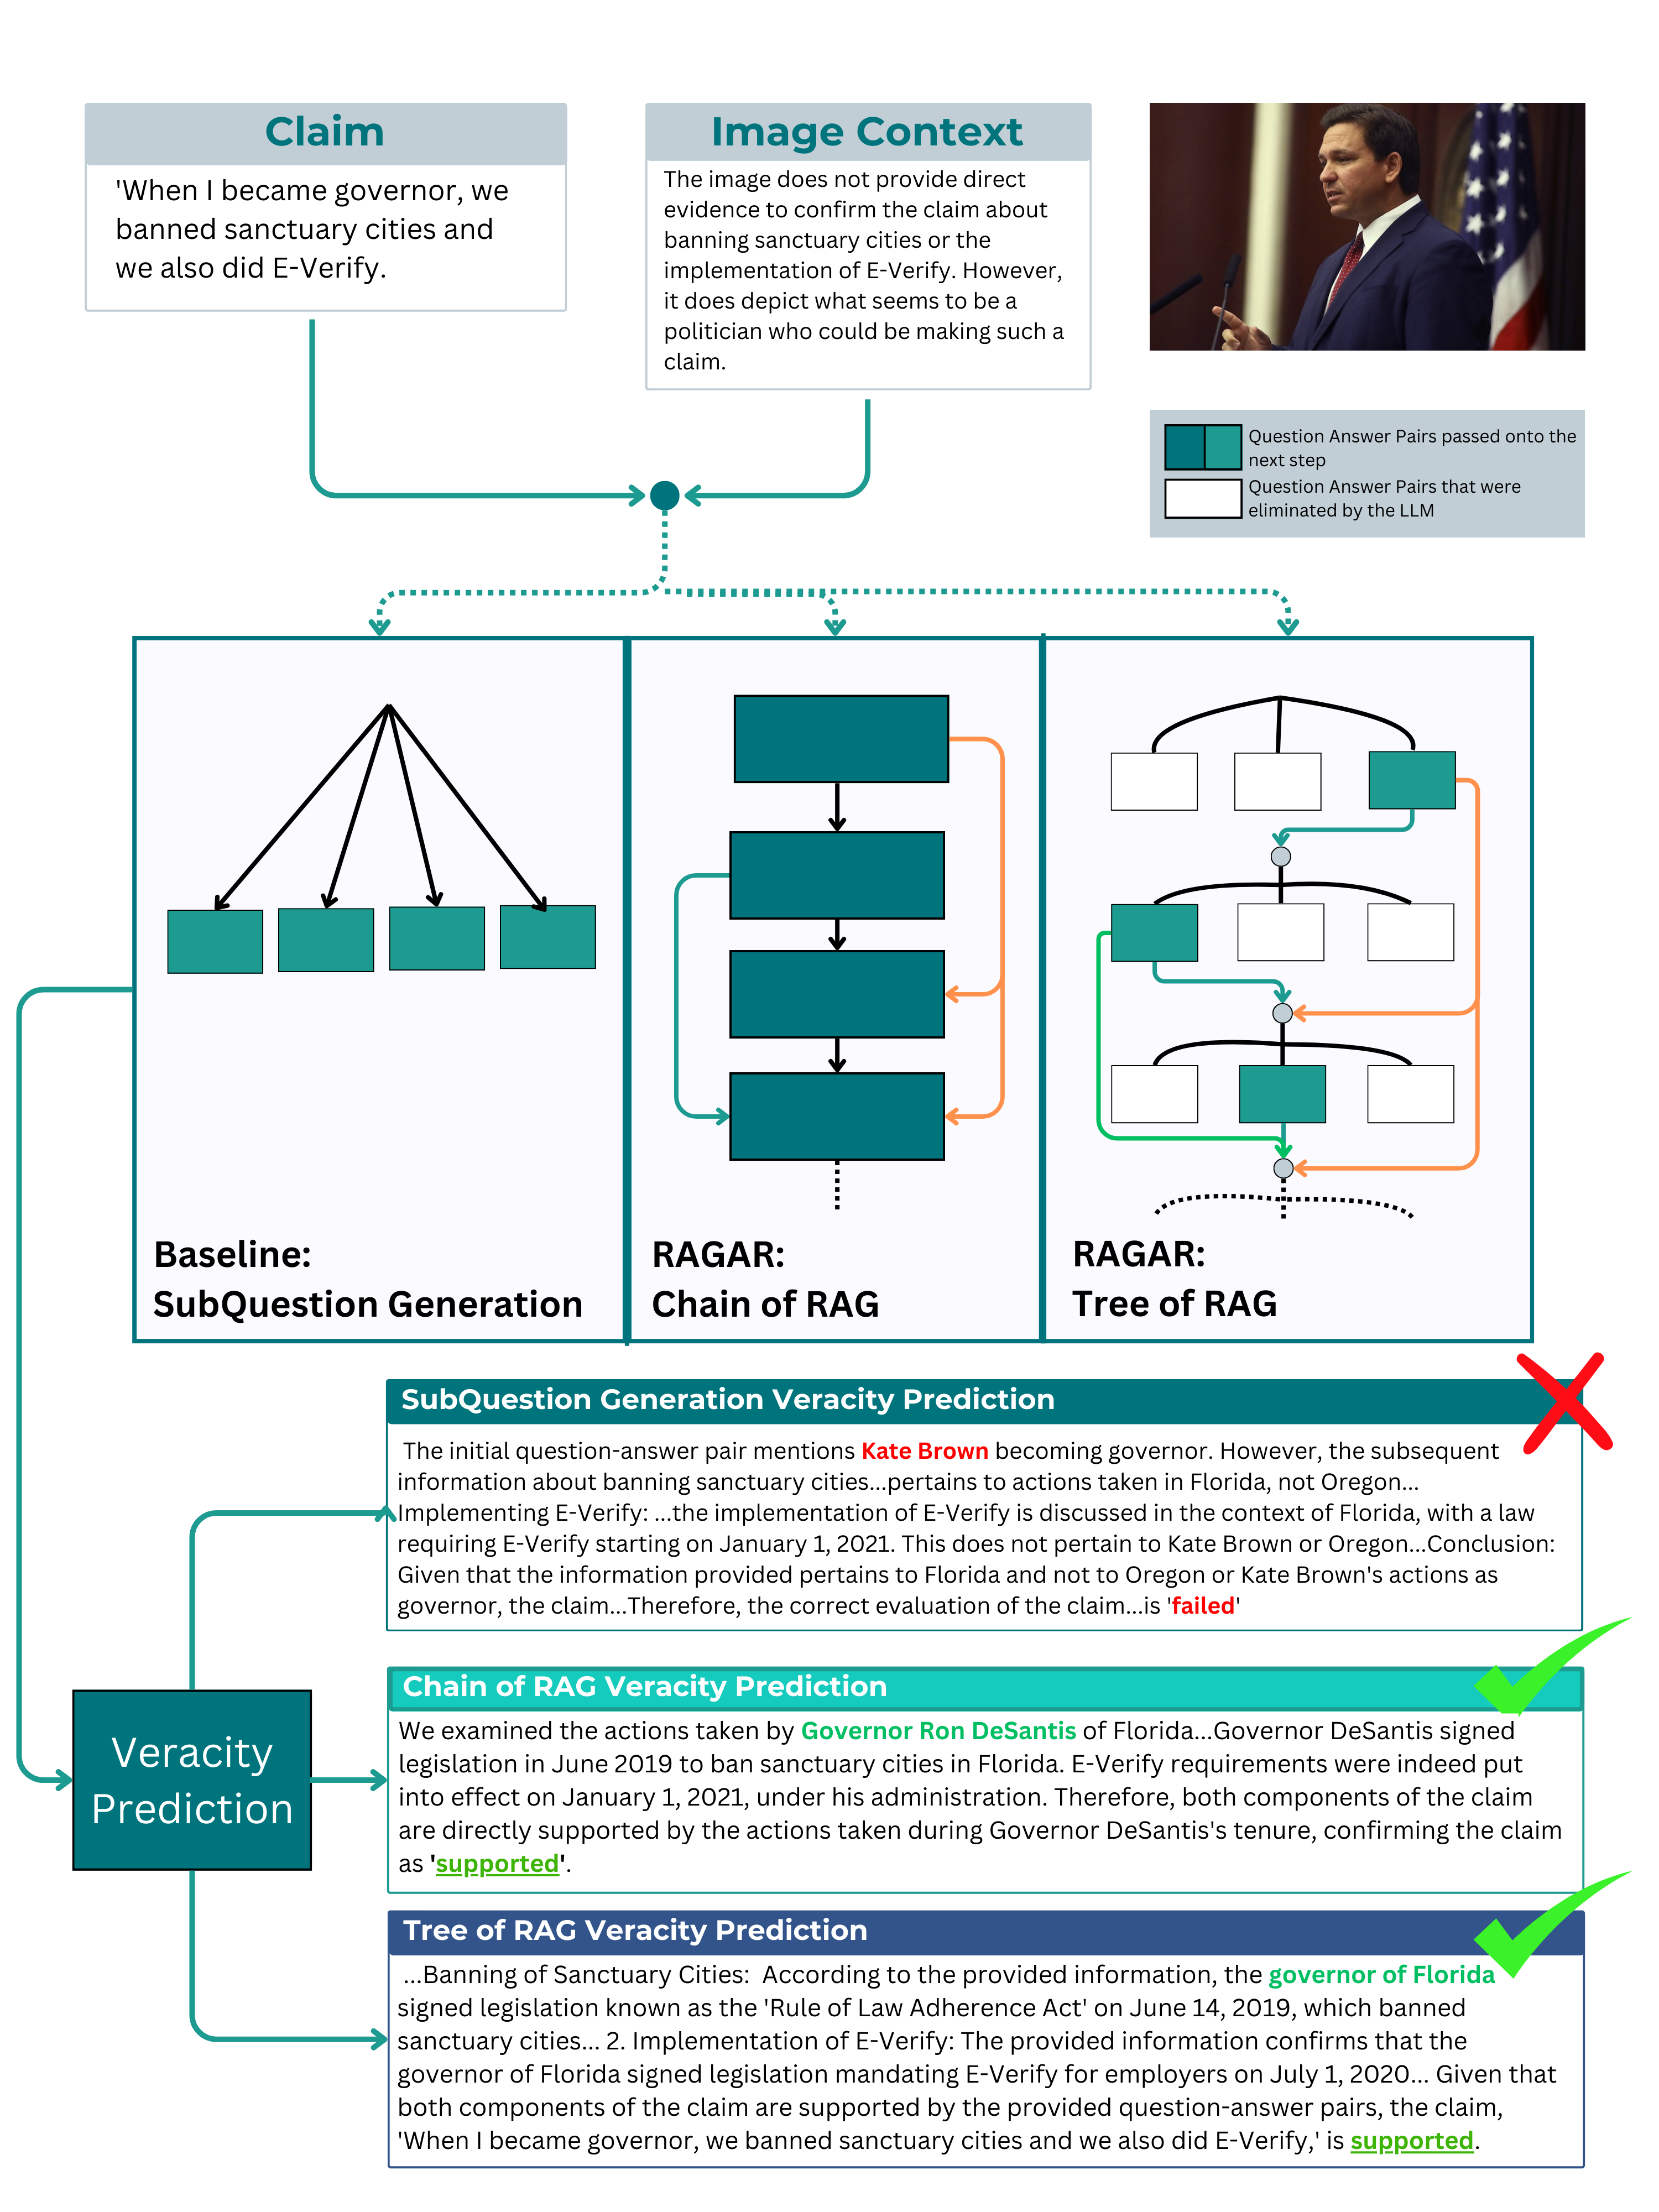 Claim
'When I became governor, we
banned sanctuary cities and
we also did E-Verify.
Image Context
The image does not provide direct
evidence to confirm the claim about
banning sanctuary cities or the
implementation of E-Verify. However,
it does depict what seems to be a
politician who could be making such a
claim.
Question Answer Pairs passed onto the
next step
Question Answer Pairs that were
eliminated by the LLM
Baseline:
SubQuestion Generation
RAGAR:
Chain of RAG
RAGAR:
Tree of RAG
SubQuestion Generation Veracity Prediction
The initial question-answer pair mentions Kate Brown becoming governor. However, the subsequent
information about banning sanctuary cities...pertains to actions taken in Florida, not Oregon...
Implementing E-Verify: ...the implementation of E-Verify is discussed in the context of Florida, with a law
requiring E-Verify starting on January 1, 2021. This does not pertain to Kate Brown or Oregon...Conclusion:
Given that the information provided pertains to Florida and not to Oregon or Kate Brown's actions as
governor, the claim...Therefore, the correct evaluation of the claim...is 'failed'
Veracity
Prediction
Chain of RAG Veracity Prediction
We examined the actions taken by Governor Ron DeSantis of Florida...Governor DeSantis signed
legislation in June 2019 to ban sanctuary cities in Florida. E-Verify requirements were indeed put
into effect on January 1, 2021, under his administration. Therefore, both components of the claim
are directly supported by the actions taken during Governor DeSantis's tenure, confirming the claim
as 'supported'.
Tree of RAG Veracity Prediction
...Banning of Sanctuary Cities:  According to the provided information, the governor of Florida
signed legislation known as the 'Rule of Law Adherence Act' on June 14, 2019, which banned
sanctuary cities... 2. Implementation of E-Verify: The provided information confirms that the
governor of Florida signed legislation mandating E-Verify for employers on July 1, 2020... Given that
both components of the claim are supported by the provided question-answer pairs, the claim,
'When I became governor, we banned sanctuary cities and we also did E-Verify,' is supported.